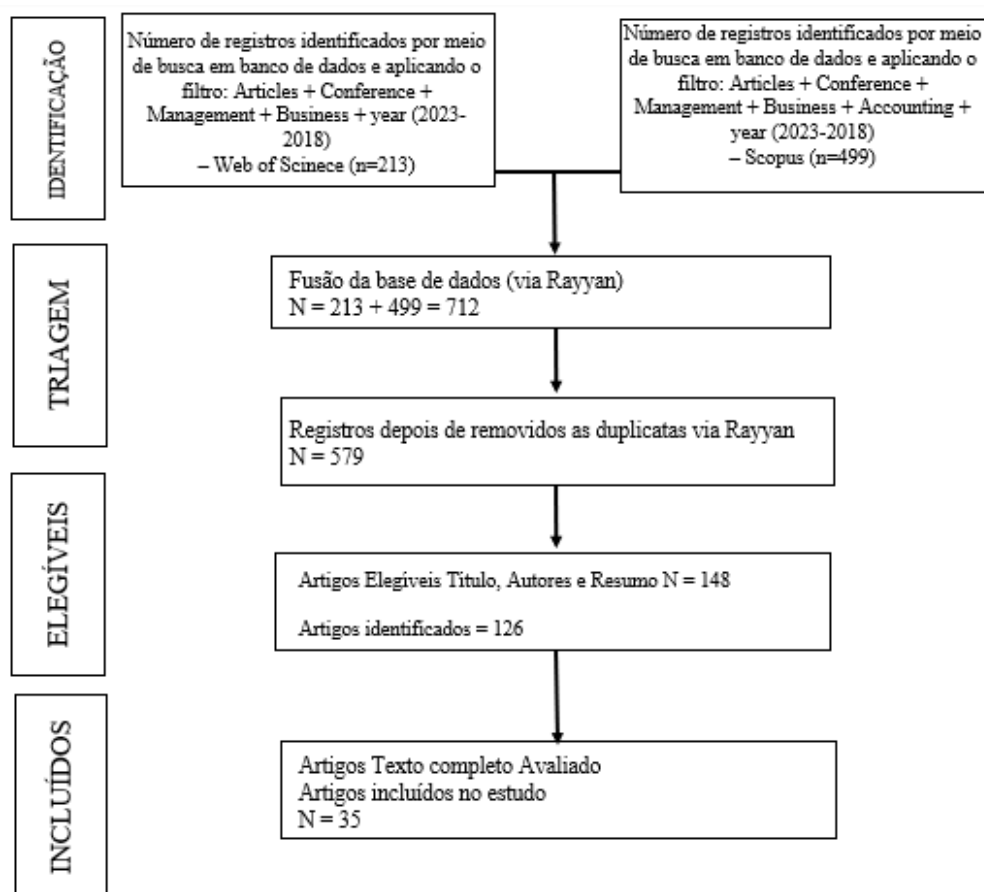 IDENTIFICAÇÃO
Número de registros identificados por meio
de busca em banco de dados e aplicando o
filtro: Articles + Conference +
Management + Business + year (2023-
2018)
– Web of Scinece (n=213)
Número de registros identificados por meio
de busca em banco de dados e aplicando o
filtro: Articles + Conference +
Management + Business + Accounting +
year (2023-2018)
– Scopus (n=499)
TRIAGEM
Fusão da base de dados (via Rayyan)
N = 213 + 499 = 712
Registros depois de removidos as duplicatas via Rayyan
N = 579
ELEGÍVEIS
Artigos Elegíveis Titulo, Autores e Resumo N = 148
Artigos identificados = 126
INCLUÍDOS
Artigos Texto completo Avaliado
Artigos incluídos no estudo
N = 35